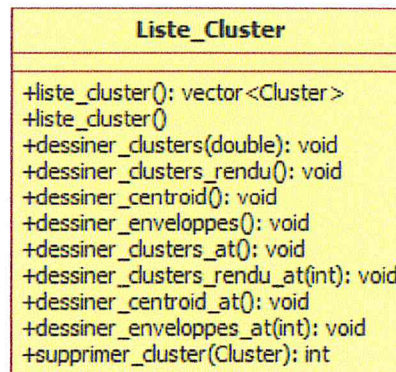 Liste_Cluster
+liste_cluster(): vector<Cluster>
+liste_cluster()
+dessiner_clusters(double): void
+dessiner_clusters_rendu(): void
+dessiner_centroid(): void
+dessiner_enveloppes(): void
+dessiner_clusters_at(): void
+dessiner_clusters_rendu_at(int): void
+dessiner_centroid_at(): void
+dessiner_enveloppes_at(int): void
+supprimer_cluster(Cluster): int